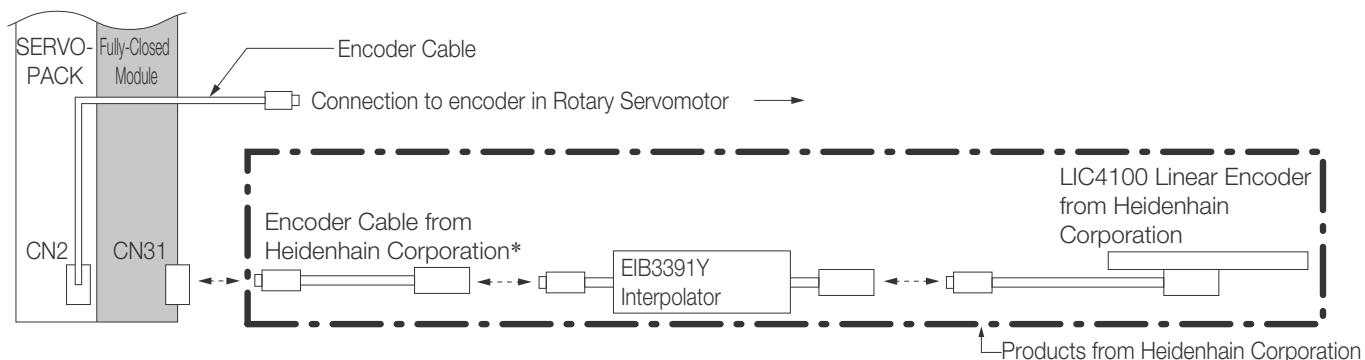 SERVO-
PACK
Fully-Closed
Module
Encoder Cable
Connection to encoder in Rotary Servomotor
LIC4100 Linear Encoder
from Heidenhain
Corporation
Encoder Cable from
Heidenhain Corporation*
CN2
CN31
EIB3391Y
Interpolator
Products from Heidenhain Corporation